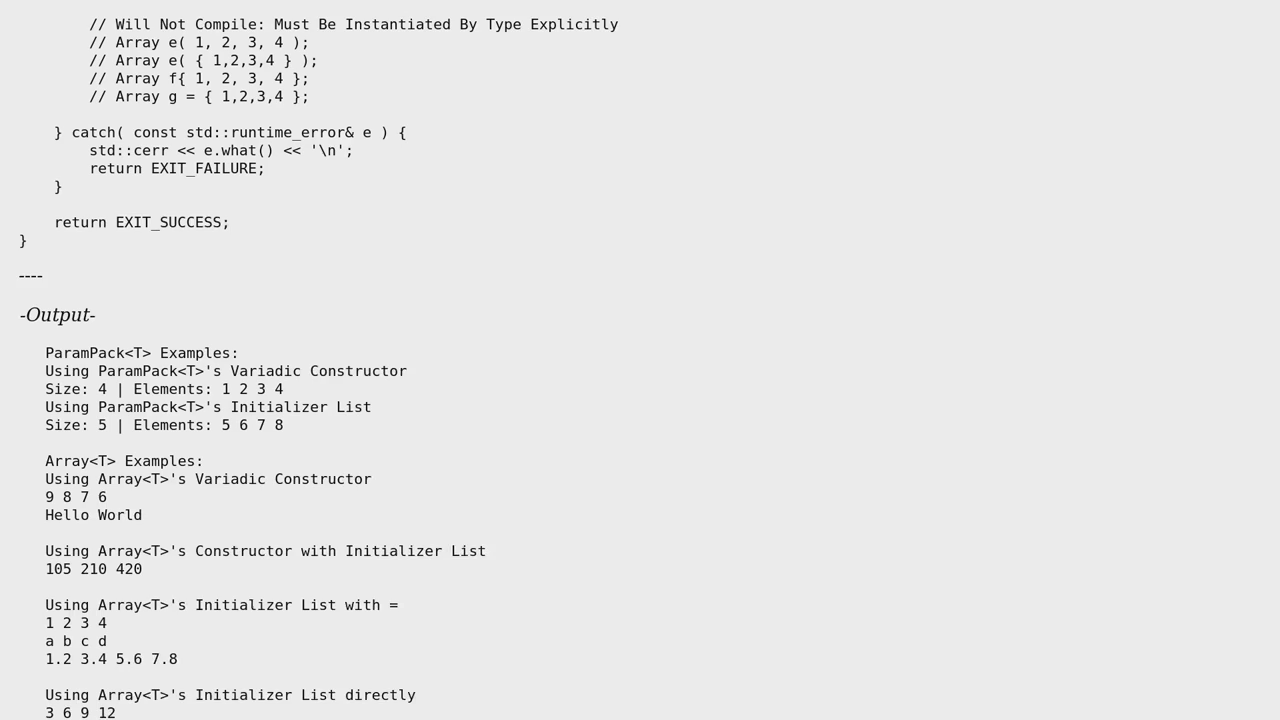 // Will Not Compile: Must Be Instantiated By Type Explicitly
// Array e( 1, 2, 3, 4 );
// Array e( { 1,2,3,4 } );
// Array f{ 1, 2, 3, 4 };
// Array g = { 1,2,3,4 };
} catch( const std::runtime_error& e ) {
std::cerr << e.what() << '\n';
return EXIT_FAILURE;
}
return EXIT_SUCCESS;
}
----
-Output-
ParamPack<T> Examples:
Using ParamPack<T>'s Variadic Constructor
Size: 4 | Elements: 1 2 3 4
Using ParamPack<T>'s Initializer List
Size: 5 | Elements: 5 6 7 8
Array<T> Examples:
Using Array<T>'s Variadic Constructor
9 8 7 6
Hello World
Using Array<T>'s Constructor with Initializer List
105 210 420
Using Array<T>'s Initializer List with =
1 2 3 4
a b c d
1.2 3.4 5.6 7.8
Using Array<T>'s Initializer List directly
3 6 9 12